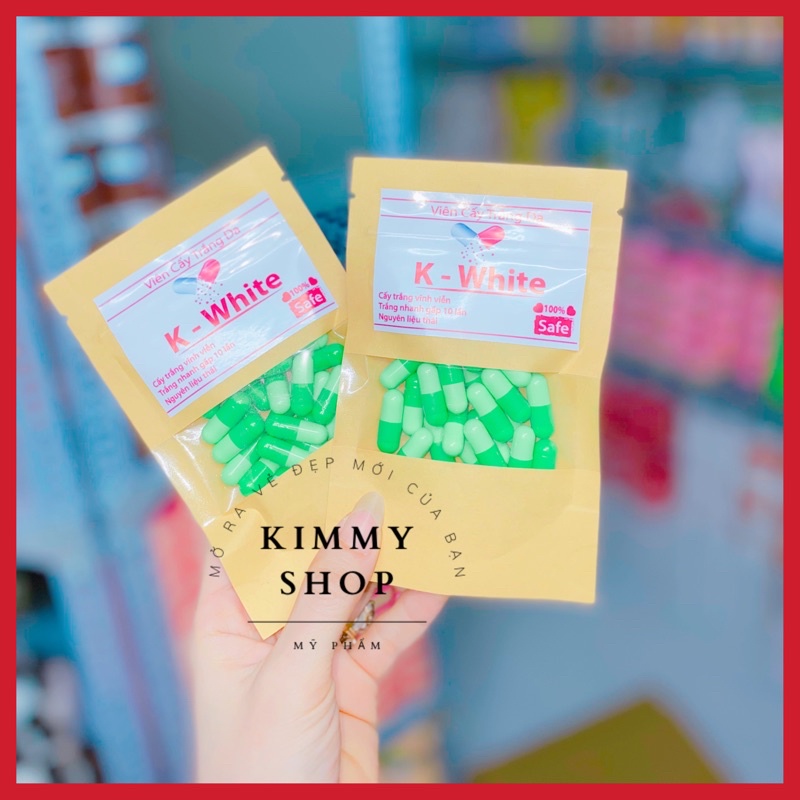 Viên Cấy Trắng Da
K - White
100%
Safe
Cấy trắng vĩnh viễn
Trắng nhanh gấp 10 lần
Nguyên liệu thái
Viên Cấy Trắng Da
K - White
100%
Safe
Cấy trắng vĩnh viễn
Trắng nhanh gấp 10 lần
Nguyên liệu thái
MỞ RA VẺ ĐẸP MỚI CỦA BẠN
KIMMY
SHOP
MỸ PHẨM